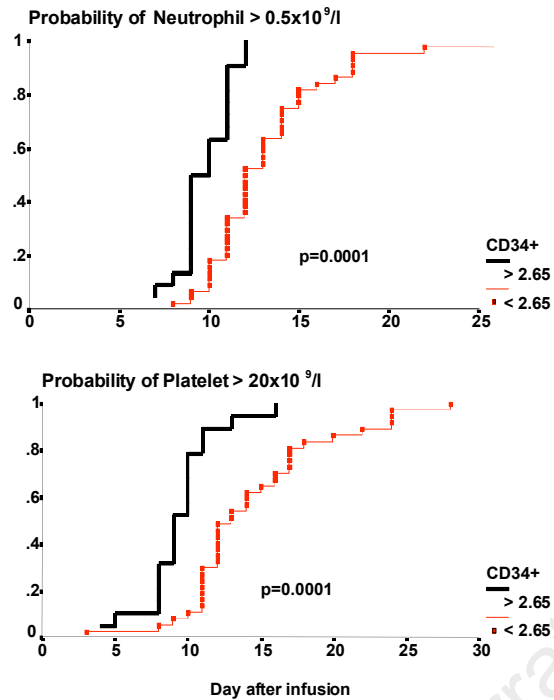 Probability of Neutrophil > 0.5x10⁹/l
1
.8
.6
.4
.2
0
p=0.0001
CD34+
> 2.65
< 2.65
0 5 10 15 20 25
Probability of Platelet > 20x10 ⁹/l
1
.8
.6
.4
.2
0
p=0.0001
CD34+
> 2.65
< 2.65
0 5 10 15 20 25 30
Day after infusion